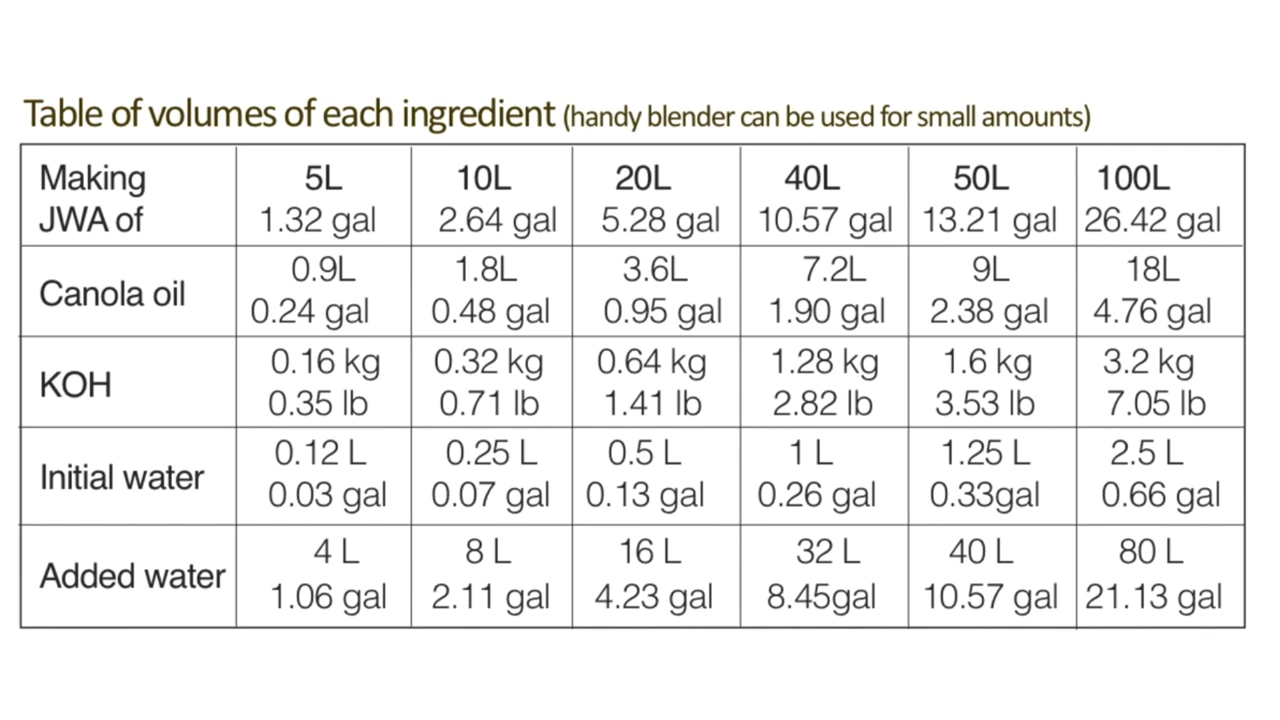 Table of volumes of each ingredient (handy blender can be used for small amounts)
Making JWA of 5L 1.32 gal 10L 2.64 gal 20L 5.28 gal 40L 10.57 gal 50L 13.21 gal 100L 26.42 gal
Canola oil 0.9L 0.24 gal 1.8L 0.48 gal 3.6L 0.95 gal 7.2L 1.90 gal 9L 2.38 gal 18L 4.76 gal
KOH 0.16 kg 0.35 lb 0.32 kg 0.71 lb 0.64 kg 1.41 lb 1.28 kg 2.82 lb 1.6 kg 3.53 lb 3.2 kg 7.05 lb
Initial water 0.12 L 0.03 gal 0.25 L 0.07 gal 0.5 L 0.13 gal 1 L 0.26 gal 1.25 L 0.33gal 2.5 L 0.66 gal
Added water 4 L 1.06 gal 8 L 2.11 gal 16 L 4.23 gal 32 L 8.45gal 40 L 10.57 gal 80 L 21.13 gal